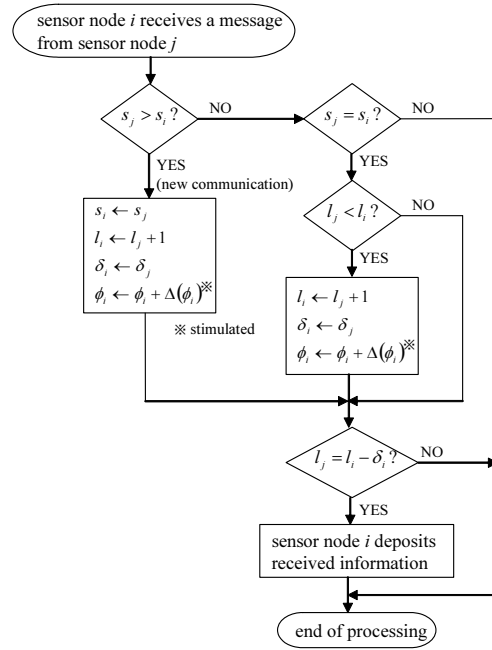 sensor node i receives a message
from sensor node j
s_j > s_i ?
NO
s_j = s_i ?
NO
YES
(new communication)
YES
s_i ← s_j
l_i ← l_j + 1
δ_i ← δ_j
ϕ_i ← ϕ_i + Δ(ϕ_i)※
l_j < l_i ?
NO
YES
※ stimulated
l_i ← l_j + 1
δ_i ← δ_j
ϕ_i ← ϕ_i + Δ(ϕ_i)※
l_j = l_i − δ_i ?
NO
YES
sensor node i deposits
received information
end of processing